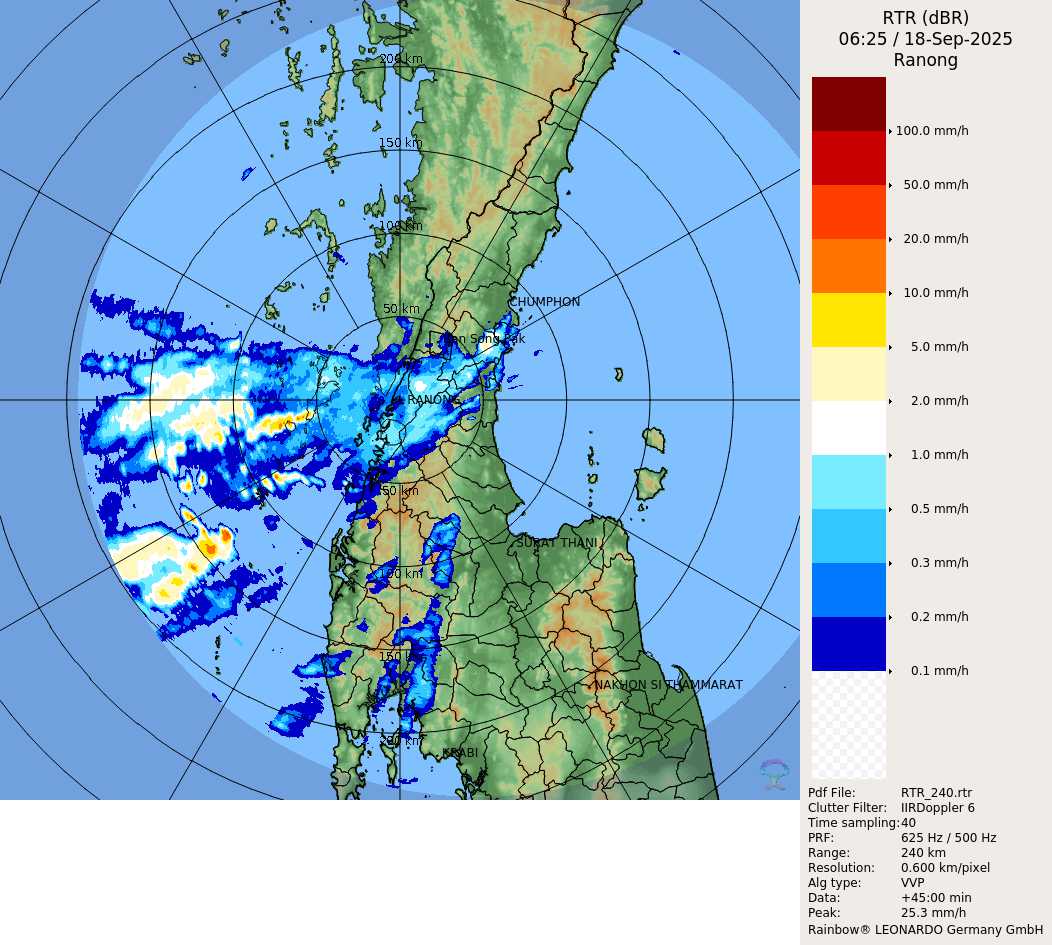 RTR (dBR)
06:25 / 18-Sep-2025
Ranong
200 km
150 km
100 km
50 km
CHUMPHON
RANONG
50 km
SURAT THANI
100 km
150 km
NAKHON SI THAMMARAT
200 km
KRABI
100.0 mm/h
50.0 mm/h
20.0 mm/h
10.0 mm/h
5.0 mm/h
2.0 mm/h
1.0 mm/h
0.5 mm/h
0.3 mm/h
0.2 mm/h
0.1 mm/h
Pdf File: RTR_240.rtr
Clutter Filter: IIRDoppler 6
Time sampling: 40
PRF: 625 Hz / 500 Hz
Range: 240 km
Resolution: 0.600 km/pixel
Alg type: VVP
Data: +45:00 min
Peak: 25.3 mm/h
Rainbow® LEONARDO Germany GmbH